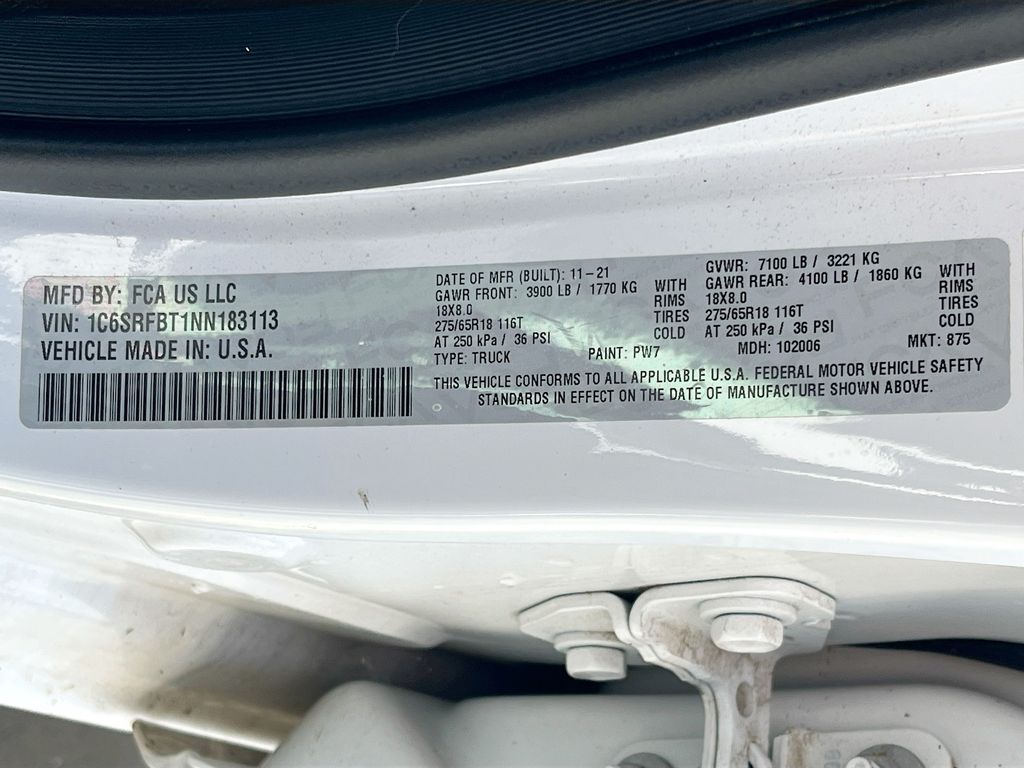 MFD BY: FCA US LLC
VIN: 1C6SRFBT1NN183113
VEHICLE MADE IN: U.S.A.
DATE OF MFR (BUILT): 11-21
GAWR FRONT: 3900 LB / 1770 KG WITH
18X8.0 RIMS
275/65R18 116T TIRES
AT 250 kPa / 36 PSI COLD
TYPE: TRUCK PAINT: PW7
GVWR: 7100 LB / 3221 KG
GAWR REAR: 4100 LB / 1860 KG WITH
18X8.0 RIMS
275/65R18 116T TIRES
AT 250 kPa / 36 PSI COLD
MDH: 102006 MKT: 875
THIS VEHICLE CONFORMS TO ALL APPLICABLE U.S.A. FEDERAL MOTOR VEHICLE SAFETY
STANDARDS IN EFFECT ON THE DATE OF MANUFACTURE SHOWN ABOVE.